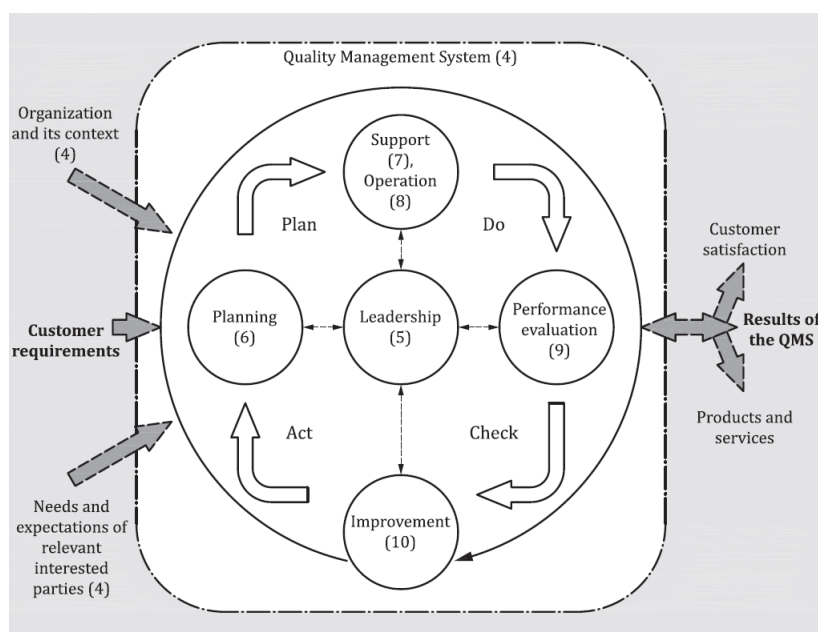 Quality Management System (4)
Organization
and its context
(4)
Support
(7),
Operation
(8)
Plan
Do
Customer
satisfaction
Planning
(6)
Leadership
(5)
Performance
evaluation
(9)
Customer
requirements
Results of
the QMS
Act
Check
Products and
services
Improvement
(10)
Needs and
expectations of
relevant
interested
parties (4)